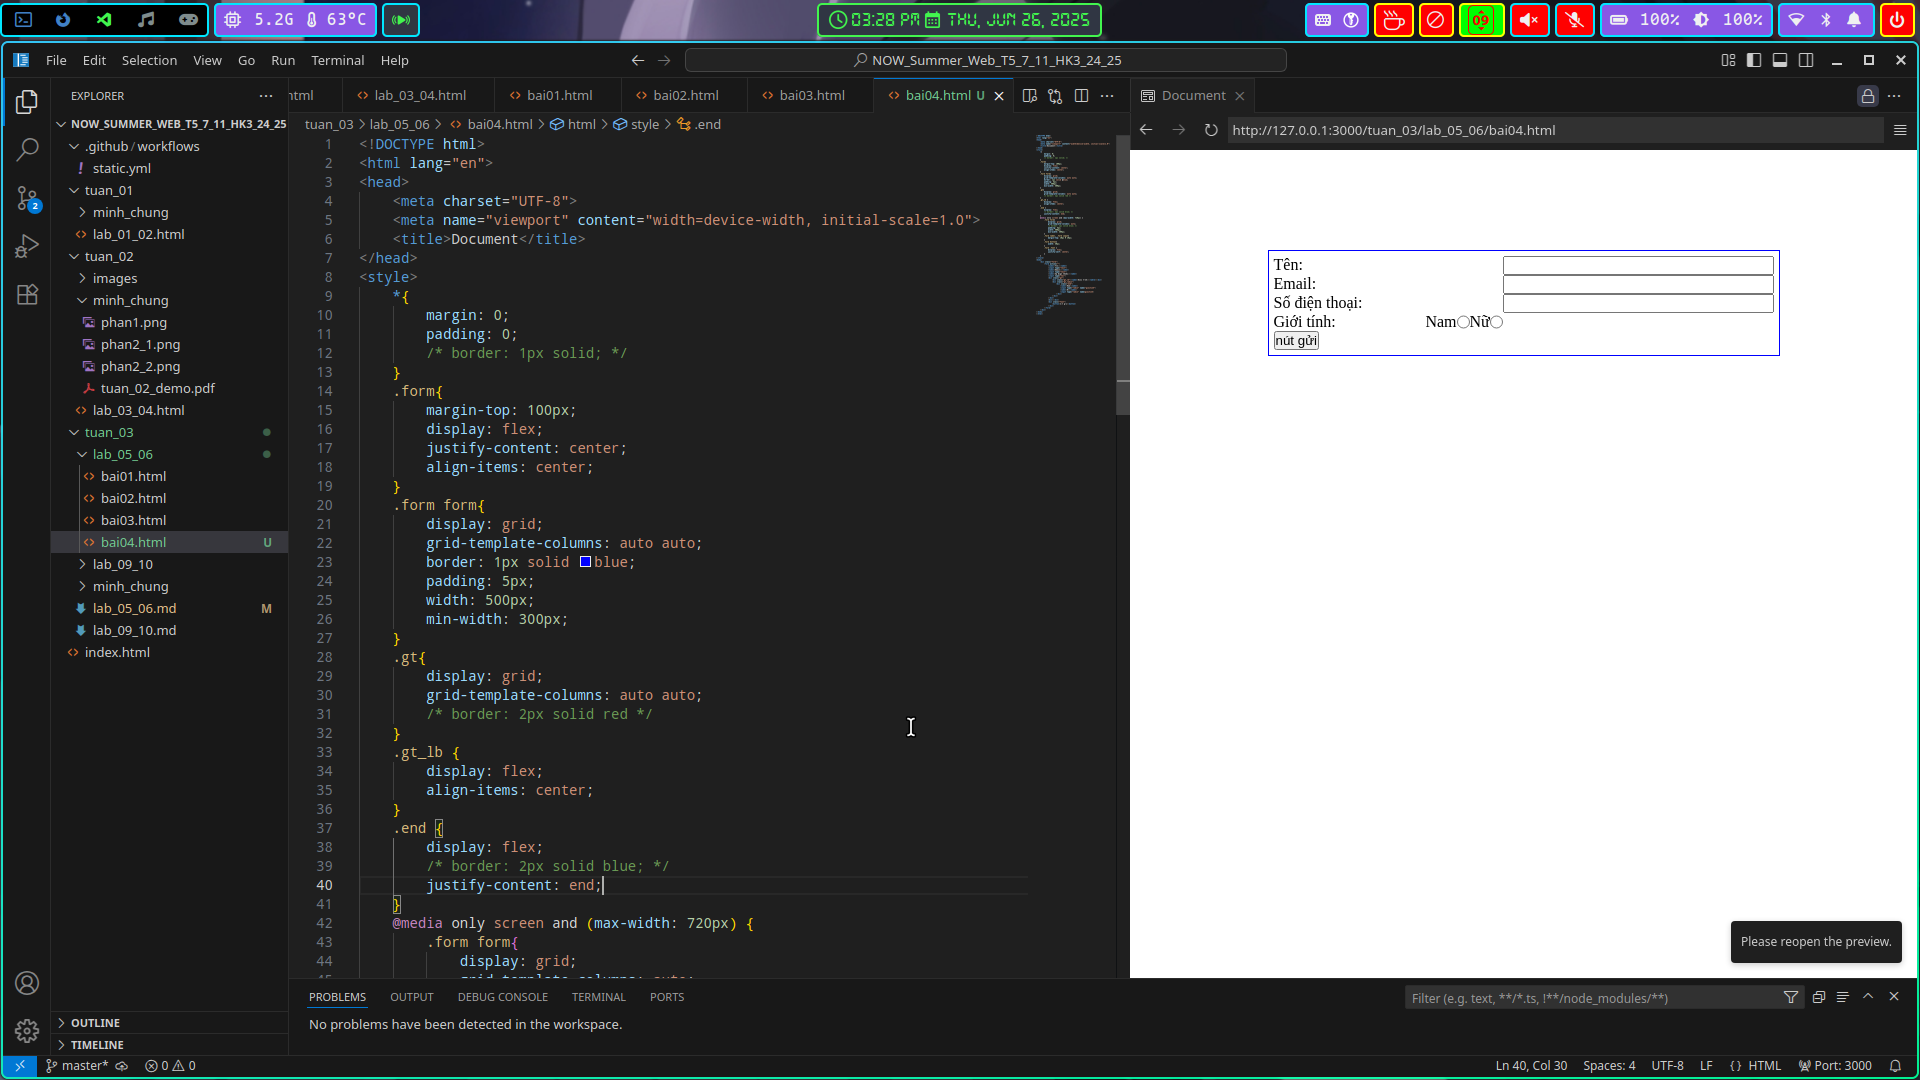 5.2G 63°C
03:28 PM THU, JUN 26, 2025
09
100% 100%
File Edit Selection View Go Run Terminal Help
NOW_Summer_Web_T5_7_11_HK3_24_25
EXPLORER
NOW_SUMMER_WEB_T5_7_11_HK3_24_25
.github / workflows
static.yml
tuan_01
minh_chung
lab_01_02.html
tuan_02
images
minh_chung
phan1.png
phan2_1.png
phan2_2.png
tuan_02_demo.pdf
lab_03_04.html
tuan_03
lab_05_06
bai01.html
bai02.html
bai03.html
bai04.html U
lab_09_10
minh_chung
lab_05_06.md M
lab_09_10.md
index.html
OUTLINE
TIMELINE
2
html lab_03_04.html bai01.html bai02.html bai03.html bai04.html U
tuan_03 > lab_05_06 > bai04.html > html > style > .end
1 <!DOCTYPE html>
2 <html lang="en">
3 <head>
4 <meta charset="UTF-8">
5 <meta name="viewport" content="width=device-width, initial-scale=1.0">
6 <title>Document</title>
7 </head>
8 <style>
9 *{
10 margin: 0;
11 padding: 0;
12 /* border: 1px solid; */
13 }
14 .form{
15 margin-top: 100px;
16 display: flex;
17 justify-content: center;
18 align-items: center;
19 }
20 .form form{
21 display: grid;
22 grid-template-columns: auto auto;
23 border: 1px solid blue;
24 padding: 5px;
25 width: 500px;
26 min-width: 300px;
27 }
28 .gt{
29 display: grid;
30 grid-template-columns: auto auto;
31 /* border: 2px solid red */
32 }
33 .gt_lb {
34 display: flex;
35 align-items: center;
36 }
37 .end {
38 display: flex;
39 /* border: 2px solid blue; */
40 justify-content: end;
41 }
42 @media only screen and (max-width: 720px) {
43 .form form{
44 display: grid;
Document
http://127.0.0.1:3000/tuan_03/lab_05_06/bai04.html
Tên:
Email:
Số điện thoại:
Giới tính: Nam Nữ
nút gửi
Please reopen the preview.
PROBLEMS OUTPUT DEBUG CONSOLE TERMINAL PORTS
Filter (e.g. text, **/*.ts, !**/node_modules/**)
No problems have been detected in the workspace.
master* 0 0
Ln 40, Col 30 Spaces: 4 UTF-8 LF {} HTML Port: 3000